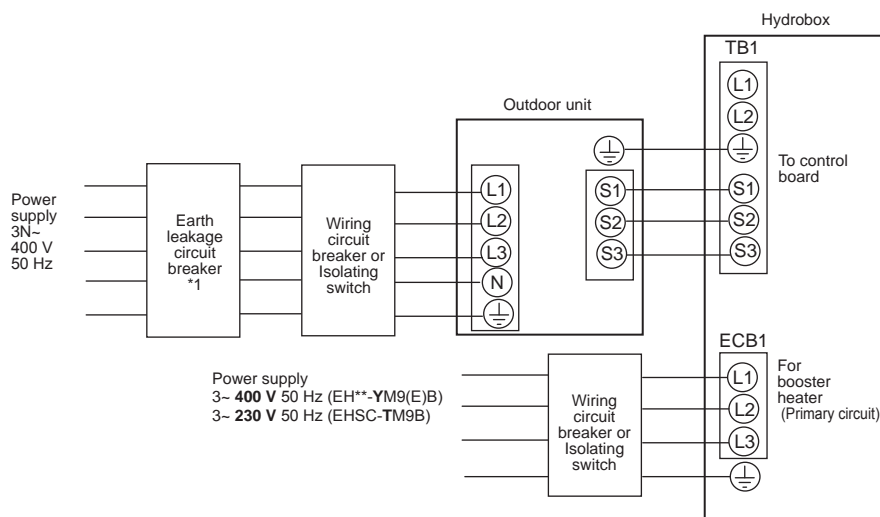 Hydrobox
TB1
L1
L2
To control
board
S1
S2
S3
Outdoor unit
L1
L2
L3
N
S1
S2
S3
Power
supply
3N~
400 V
50 Hz
Earth
leakage
circuit
breaker
*1
Wiring
circuit
breaker or
Isolating
switch
ECB1
L1
L2
L3
For
booster
heater
(Primary circuit)
Power supply
3~ 400 V 50 Hz (EH**-YM9(E)B)
3~ 230 V 50 Hz (EHSC-TM9B)
Wiring
circuit
breaker or
Isolating
switch